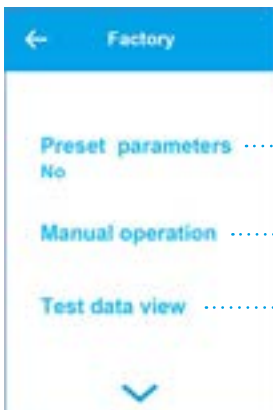 Factory
Preset parameters
No
Manual operation
Test data view